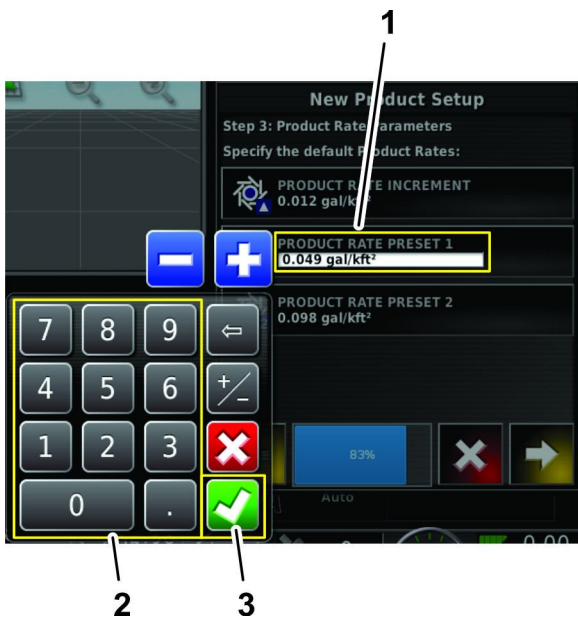 1
New Product Setup
Step 3: Product Rate Parameters
Specify the default Product Rates:
PRODUCT RATE INCREMENT
0.012 gal/kft²
PRODUCT RATE PRESET 1
0.049 gal/kft²
PRODUCT RATE PRESET 2
0.098 gal/kft²
7 8 9
4 5 6 +/-
1 2 3
0 .
83%
Auto
0.00
2 3